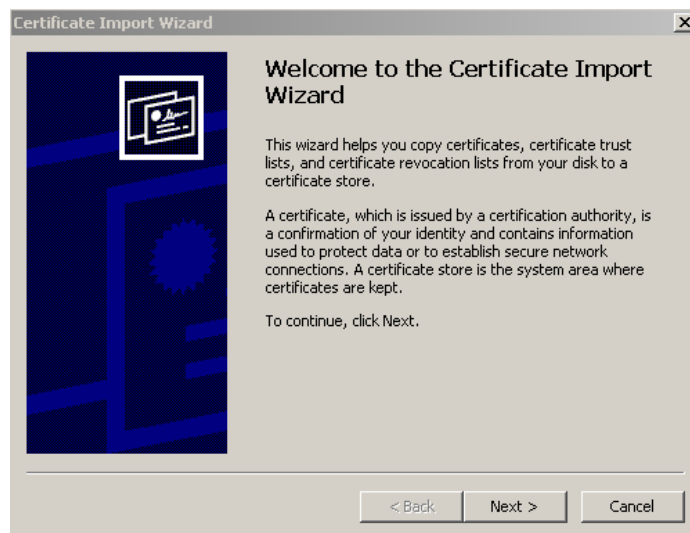 Certificate Import Wizard
Welcome to the Certificate Import
Wizard
This wizard helps you copy certificates, certificate trust
lists, and certificate revocation lists from your disk to a
certificate store.
A certificate, which is issued by a certification authority, is
a confirmation of your identity and contains information
used to protect data or to establish secure network
connections. A certificate store is the system area where
certificates are kept.
To continue, click Next.
< Back
Next >
Cancel